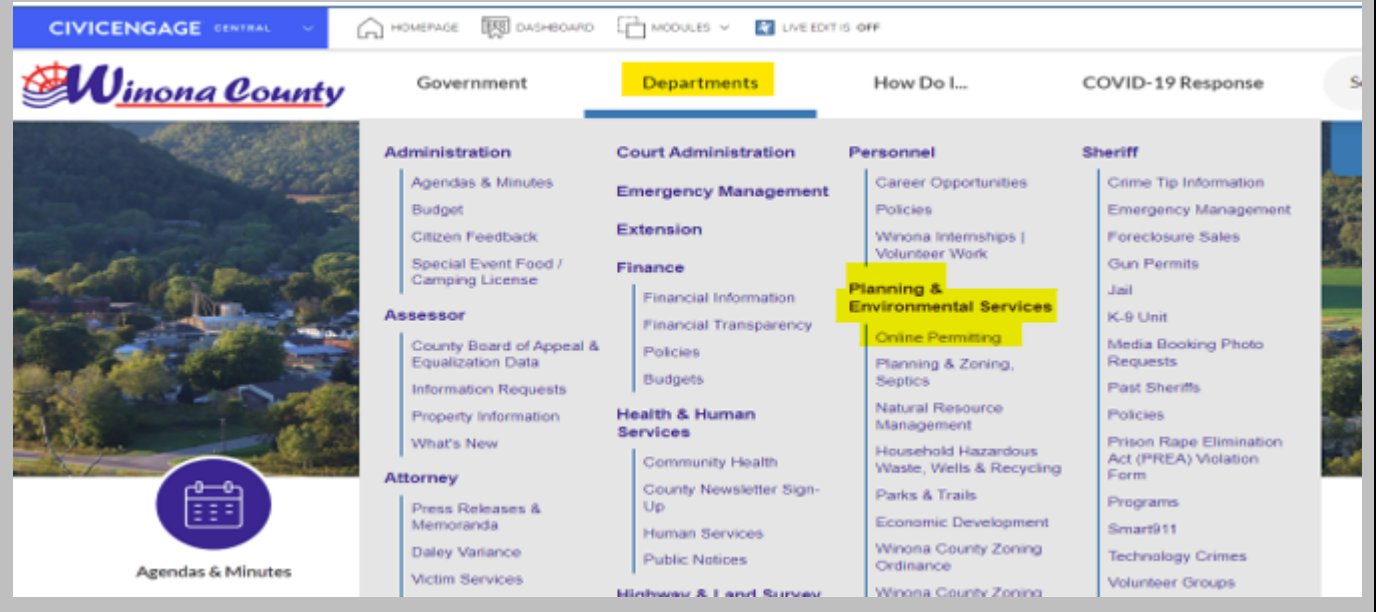 CIVICENGAGE CENTRAL
HOMEPAGE
DASHBOARD
MODULES
LIVE EDIT IS OFF
Winona County
Government
Departments
How Do I...
COVID-19 Response
Administration
Agendas & Minutes
Budget
Citizen Feedback
Special Event Food /
Camping License
Assessor
County Board of Appeal &
Equalization Data
Information Requests
Property Information
What's New
Attorney
Press Releases &
Memoranda
Daley Variance
Victim Services
Court Administration
Emergency Management
Extension
Finance
Financial Information
Financial Transparency
Policies
Budgets
Health & Human
Services
Community Health
County Newsletter Sign-
Up
Human Services
Public Notices
Highway & Land Survey
Personnel
Career Opportunities
Policies
Winona Internships |
Volunteer Work
Planning &
Environmental Services
Online Permitting
Planning & Zoning,
Septics
Natural Resource
Management
Household Hazardous
Waste, Wells & Recycling
Parks & Trails
Economic Development
Winona County Zoning
Ordinance
Winona County Zoning
Sheriff
Crime Tip Information
Emergency Management
Foreclosure Sales
Gun Permits
Jail
K-9 Unit
Media Booking Photo
Requests
Past Sheriffs
Policies
Prison Rape Elimination
Act (PREA) Violation
Form
Programs
Smart911
Technology Crimes
Volunteer Groups
Agendas & Minutes